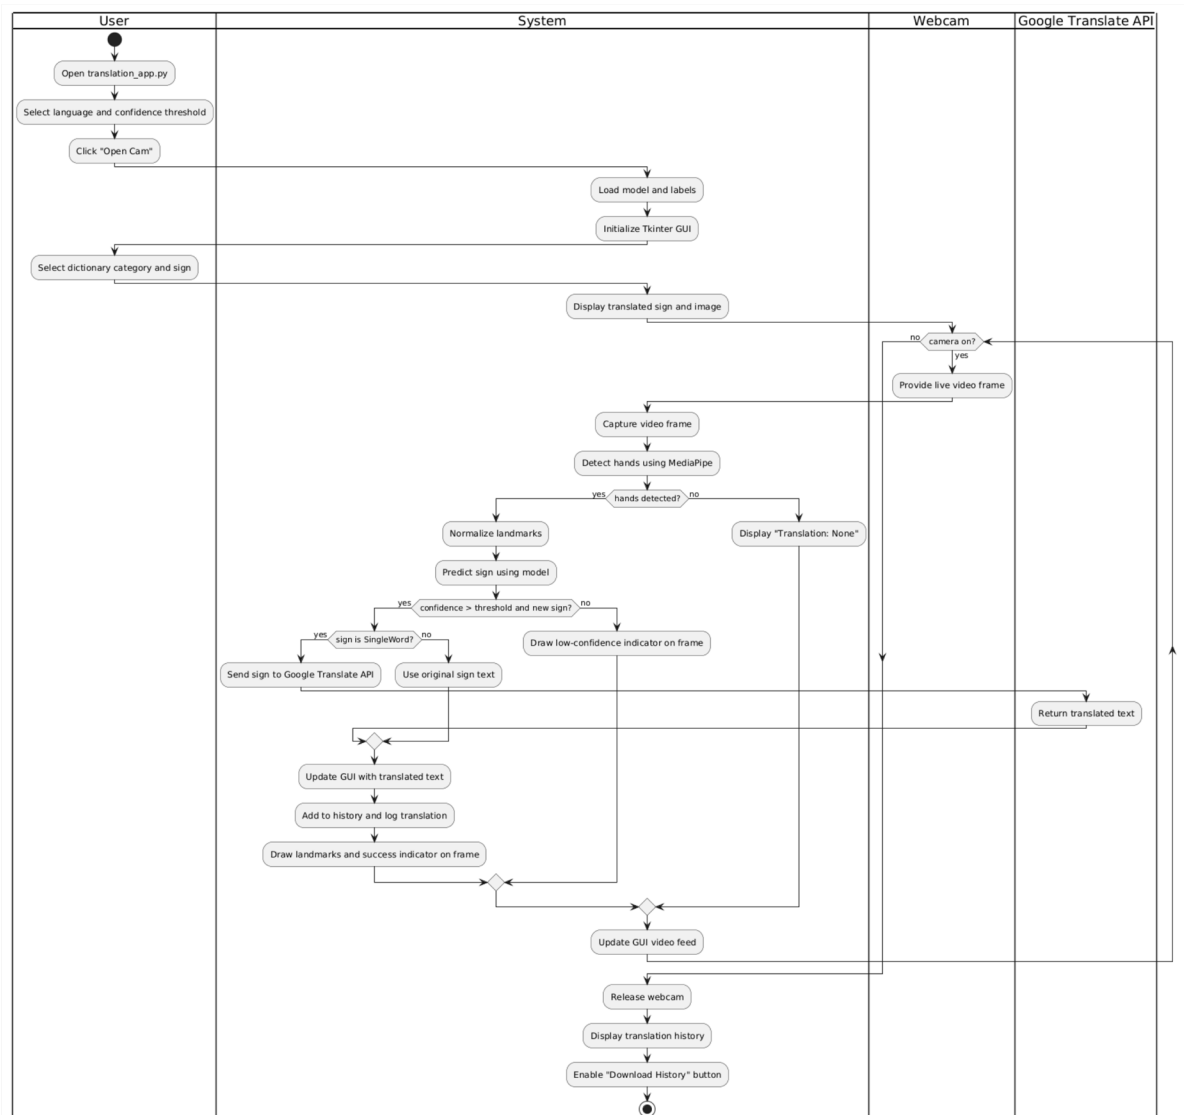 User System Webcam Google Translate API
Open translation_app.py
Select language and confidence threshold
Click "Open Cam"
Load model and labels
Initialize Tkinter GUI
Select dictionary category and sign
Display translated sign and image
no camera on?
yes
Provide live video frame
Capture video frame
Detect hands using MediaPipe
yes hands detected? no
Normalize landmarks Display "Translation: None"
Predict sign using model
yes confidence > threshold and new sign? no
yes sign is SingleWord? no Draw low-confidence indicator on frame
Send sign to Google Translate API Use original sign text
Return translated text
Update GUI with translated text
Add to history and log translation
Draw landmarks and success indicator on frame
Update GUI video feed
Release webcam
Display translation history
Enable "Download History" button